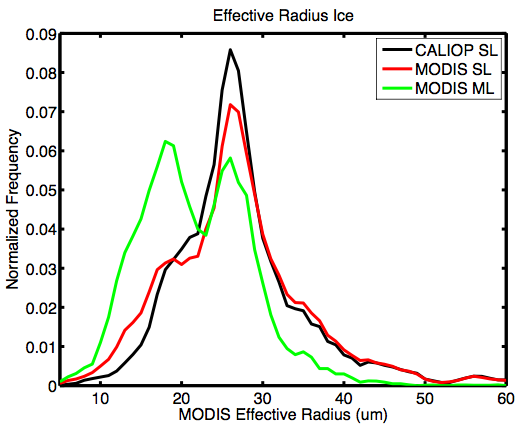 Effective Radius Ice
CALIOP SL
MODIS SL
MODIS ML
Normalized Frequency
0.09
0.08
0.07
0.06
0.05
0.04
0.03
0.02
0.01
0
10 20 30 40 50 60
MODIS Effective Radius (um)